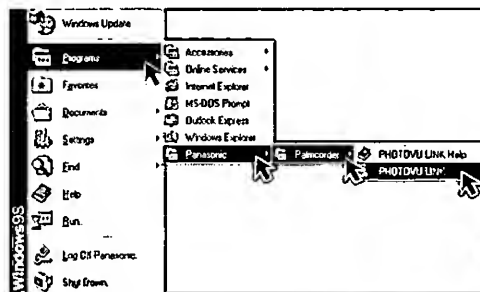 Windows Update
Programs
Favorites
Documents
Settings
Find
Help
Run...
Log Off Panasonic...
Shut Down...
Windows98
Accessories
Online Services
Internet Explorer
MS-DOS Prompt
Outlook Express
Windows Explorer
Panasonic
Palmcorder
PHOTOVU LINK Help
PHOTOVU LINK